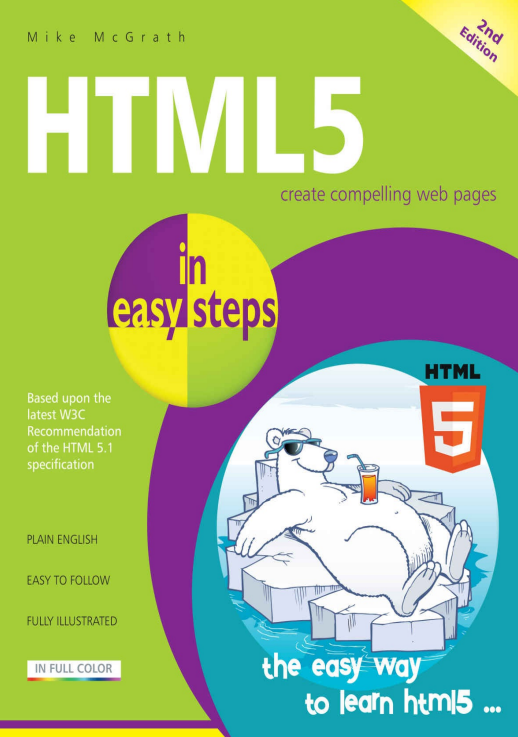 Mike McGrath
2nd
Edition
HTML5
create compelling web pages
in
easy steps
Based upon the
latest W3C
Recommendation
of the HTML 5.1
specification
PLAIN ENGLISH
EASY TO FOLLOW
FULLY ILLUSTRATED
IN FULL COLOR
HTML
5
the easy way
to learn html5 ...